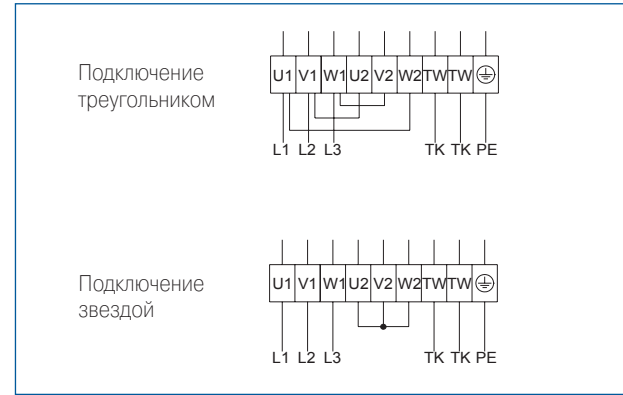 Подключение
треугольником
U1 V1 W1 U2 V2 W2 TW TW
L1 L2 L3 TK TK PE
Подключение
звездой
U1 V1 W1 U2 V2 W2 TW TW
L1 L2 L3 TK TK PE